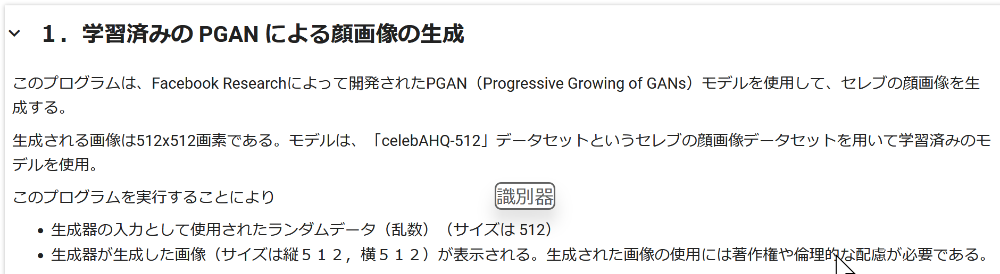 １．学習済みの PGAN による顔画像の生成
このプログラムは、Facebook Researchによって開発されたPGAN（Progressive Growing of GANs）モデルを使用して、セレブの顔画像を生
成する。
生成される画像は512x512画素である。モデルは、「celebAHQ-512」データセットというセレブの顔画像データセットを用いて学習済みのモ
デルを使用。
このプログラムを実行することにより
識別器
• 生成器の入力として使用されたランダムデータ（乱数）（サイズは 512）
• 生成器が生成した画像（サイズは縦５１２，横５１２）が表示される。生成された画像の使用には著作権や倫理的な配慮が必要である。